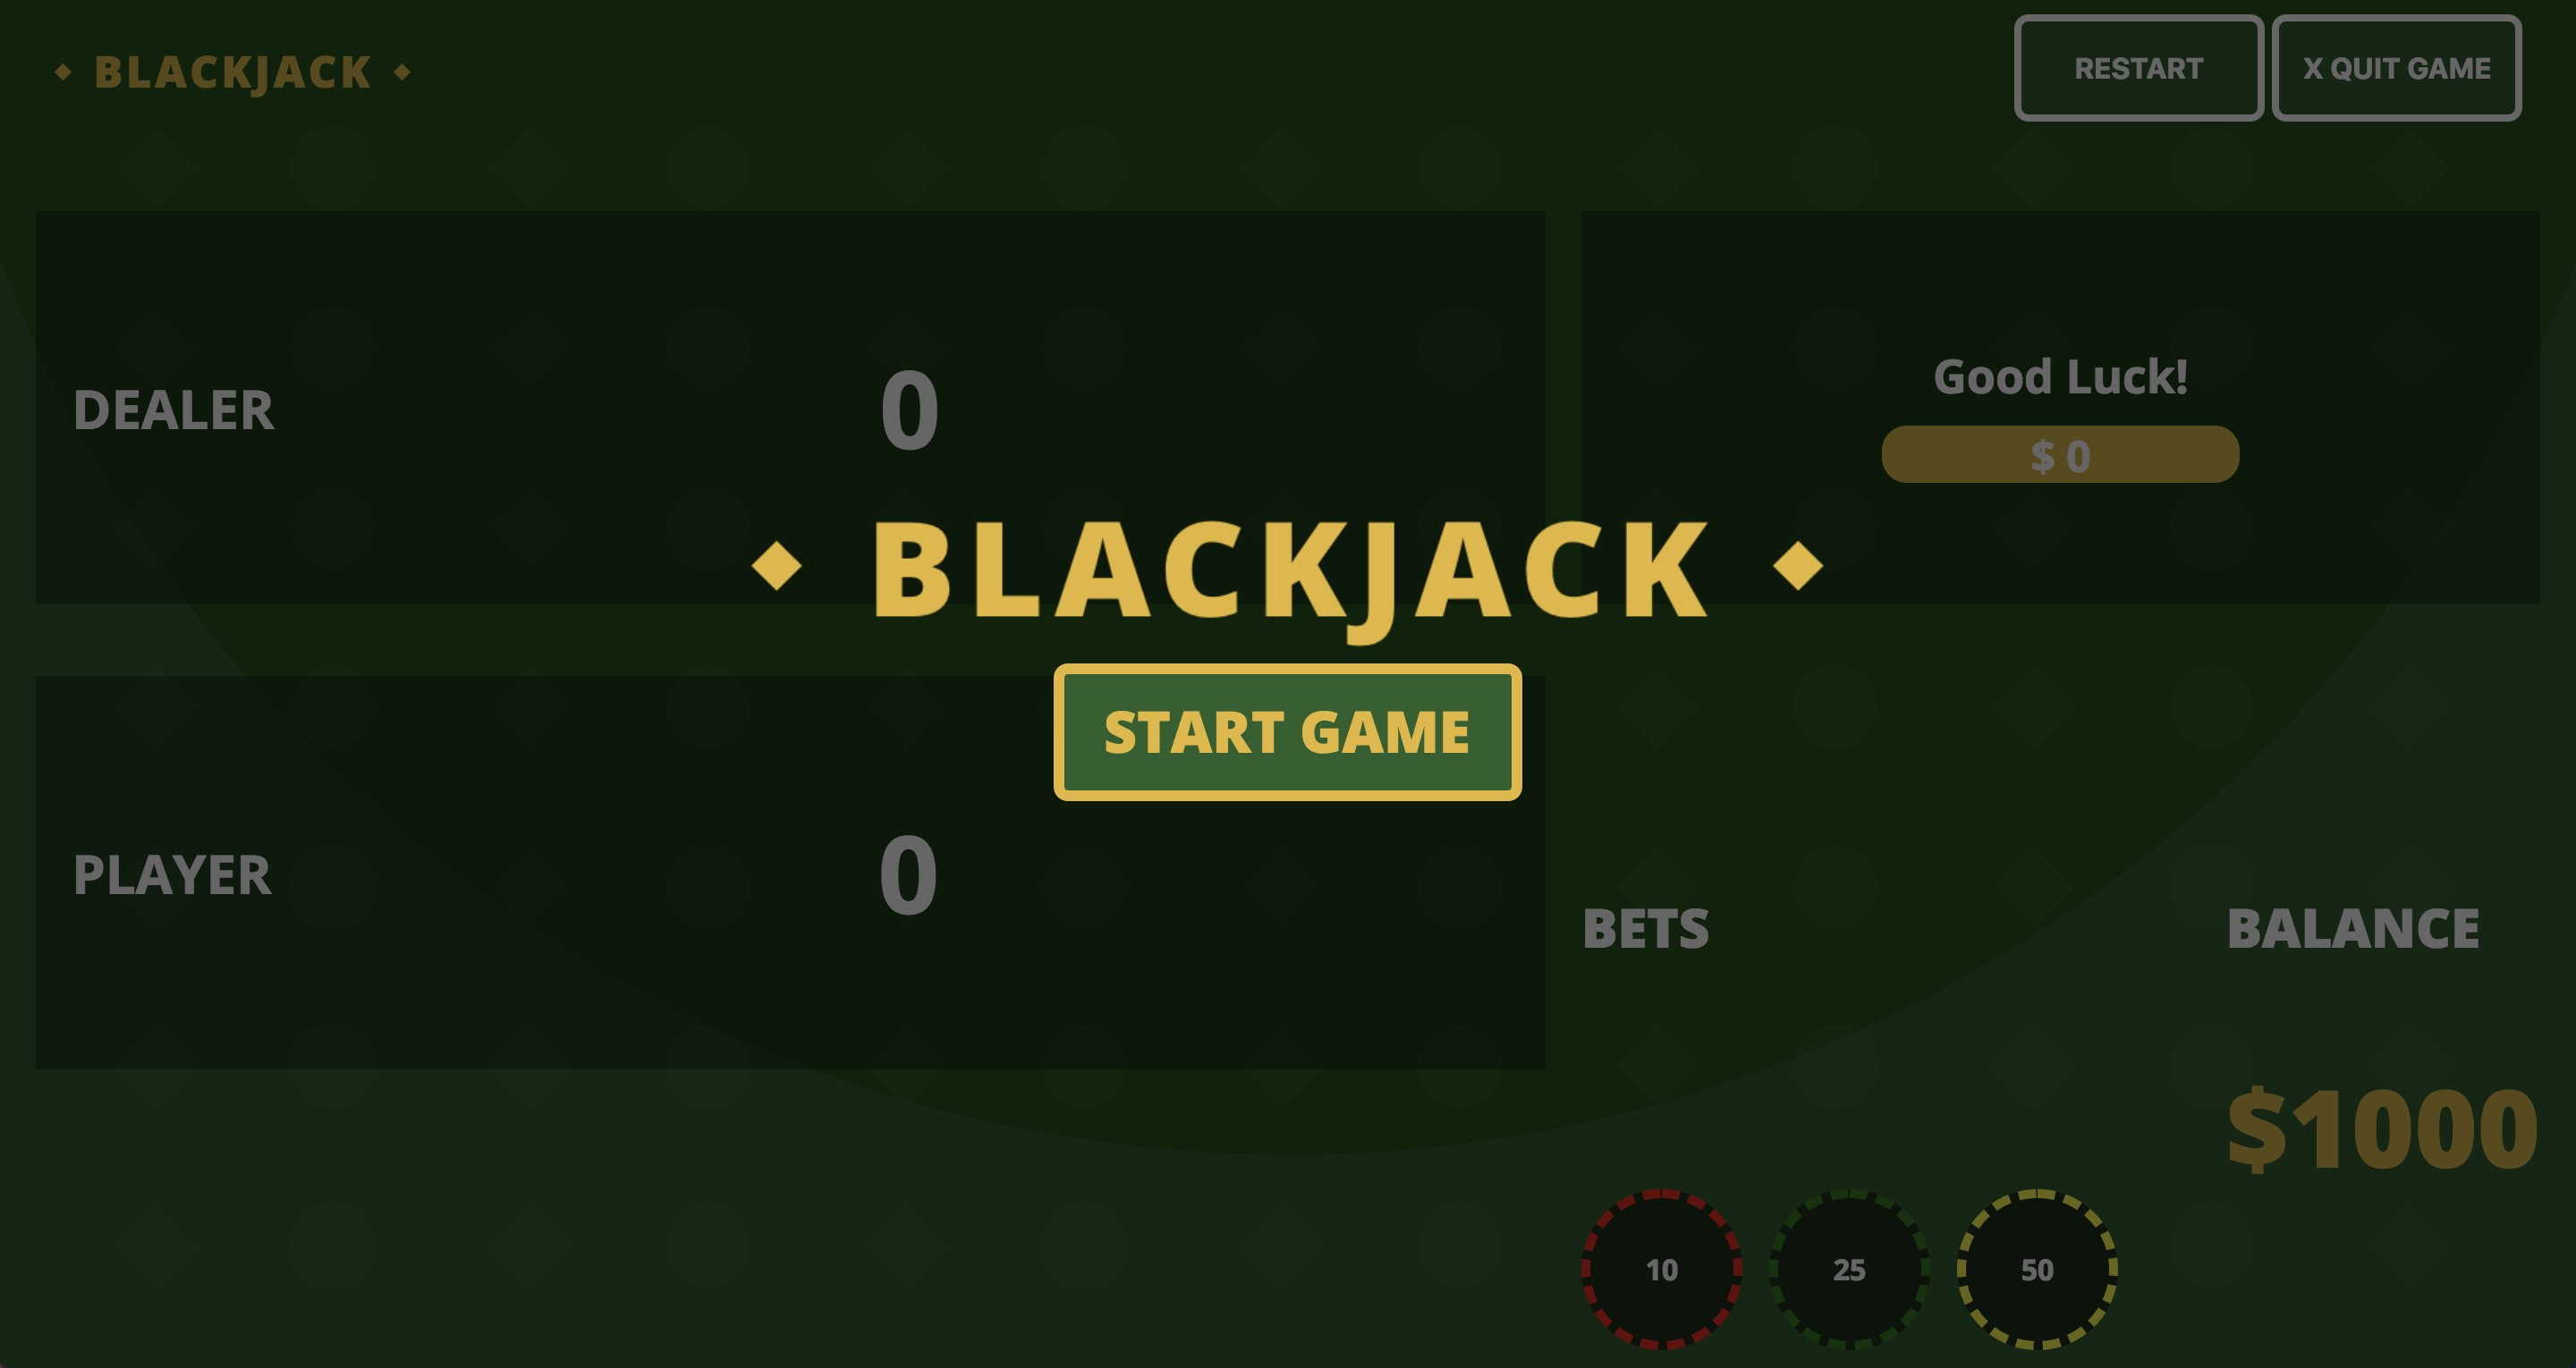 ◆ BLACKJACK ◆
RESTART
X QUIT GAME
DEALER
0
Good Luck!
$ 0
◆ BLACKJACK ◆
START GAME
PLAYER
0
BETS
BALANCE
$1000
10
25
50